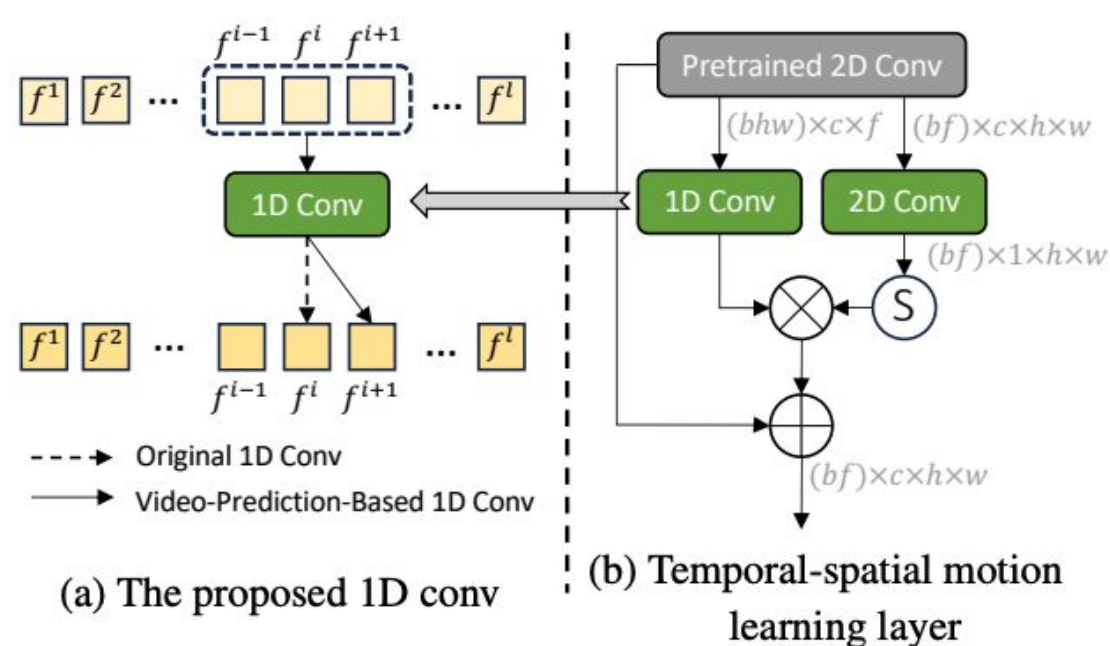 f^{i-1} f^i f^{i+1}
f^1 f^2 ... ... f^l
1D Conv
f^1 f^2 ... ... f^l
f^{i-1} f^i f^{i+1}
Original 1D Conv
Video-Prediction-Based 1D Conv
(a) The proposed 1D conv
Pretrained 2D Conv
(bhw)×c×f (bf)×c×h×w
1D Conv 2D Conv
(bf)×1×h×w
S
(bf)×c×h×w
(b) Temporal-spatial motion
learning layer